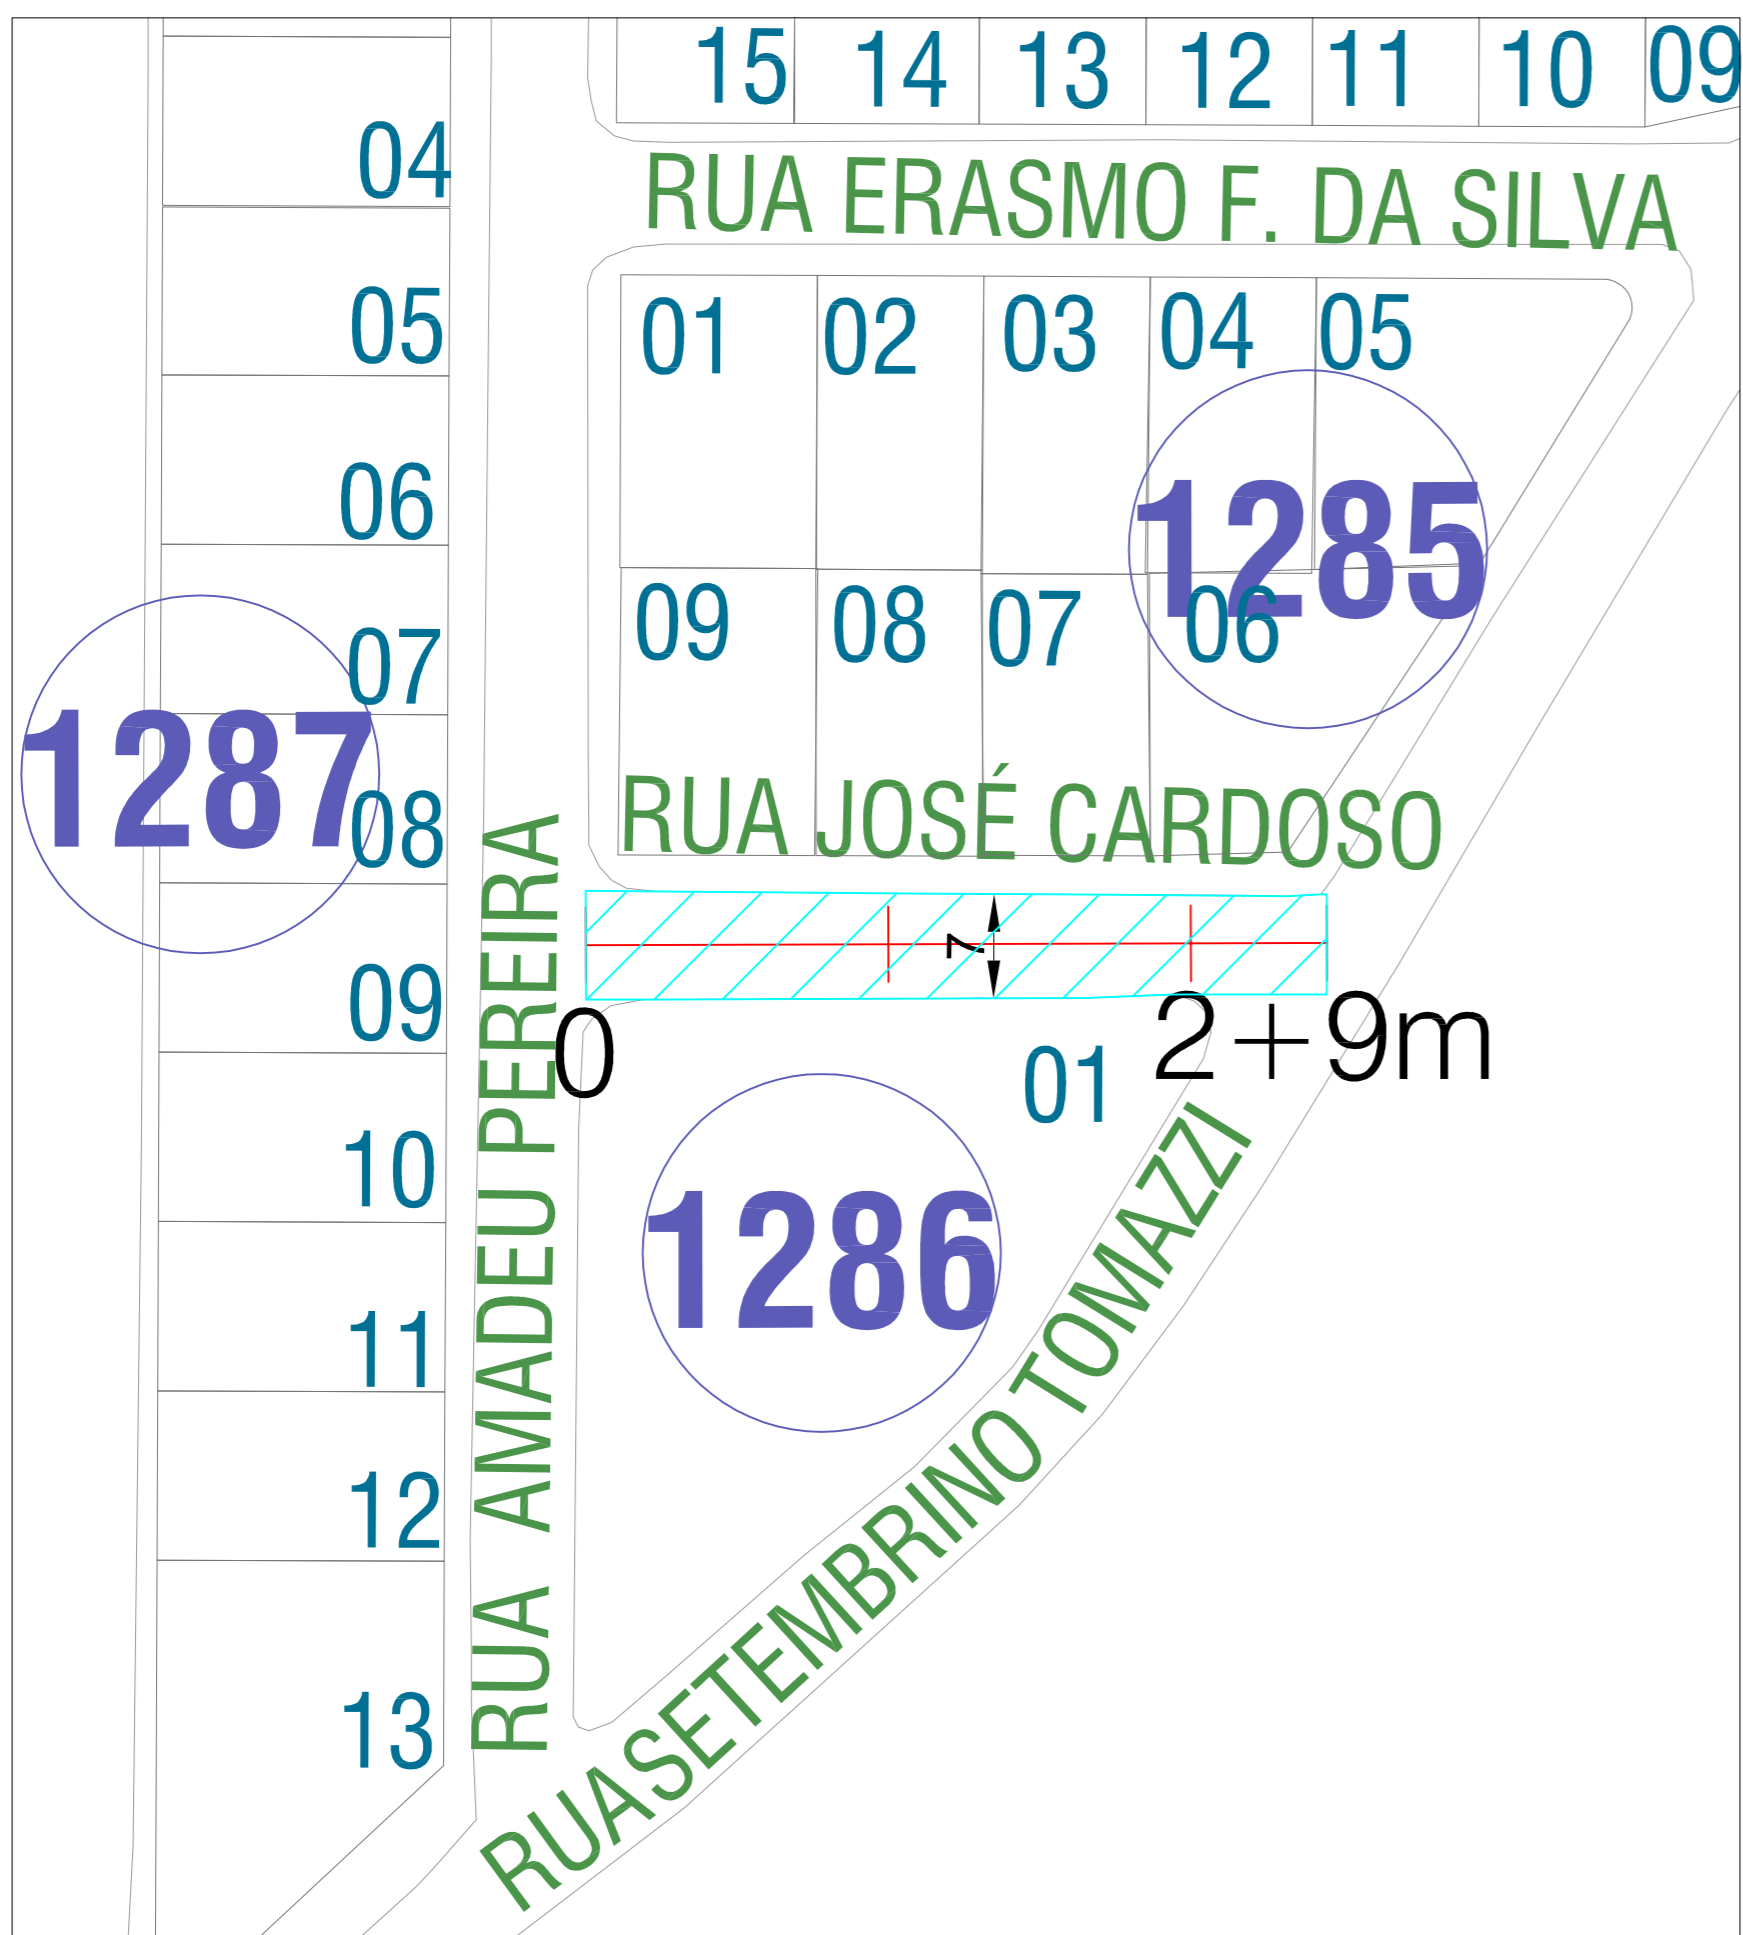 15 14 13 12 11 10 09
RUA ERASMO F. DA SILVA
04
05
06
07
08
09
10
11
12
13
1287
01 02 03 04 05
1285
09 08 07 06
RUA JOSÉ CARDOSO
7
0
2+9m
01
1286
RUA AMADEU PEREIRA
RUA SETEMBRINO TOMAZZI